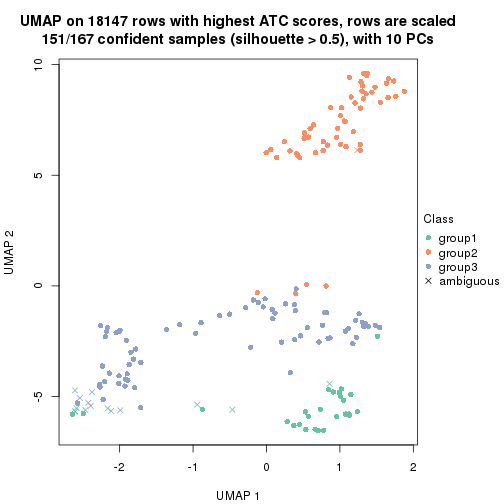 UMAP on 18147 rows with highest ATC scores, rows are scaled
151/167 confident samples (silhouette > 0.5), with 10 PCs
10
5
0
-5
UMAP 2
-2
-1
0
1
2
UMAP 1
Class
group1
group2
group3
ambiguous